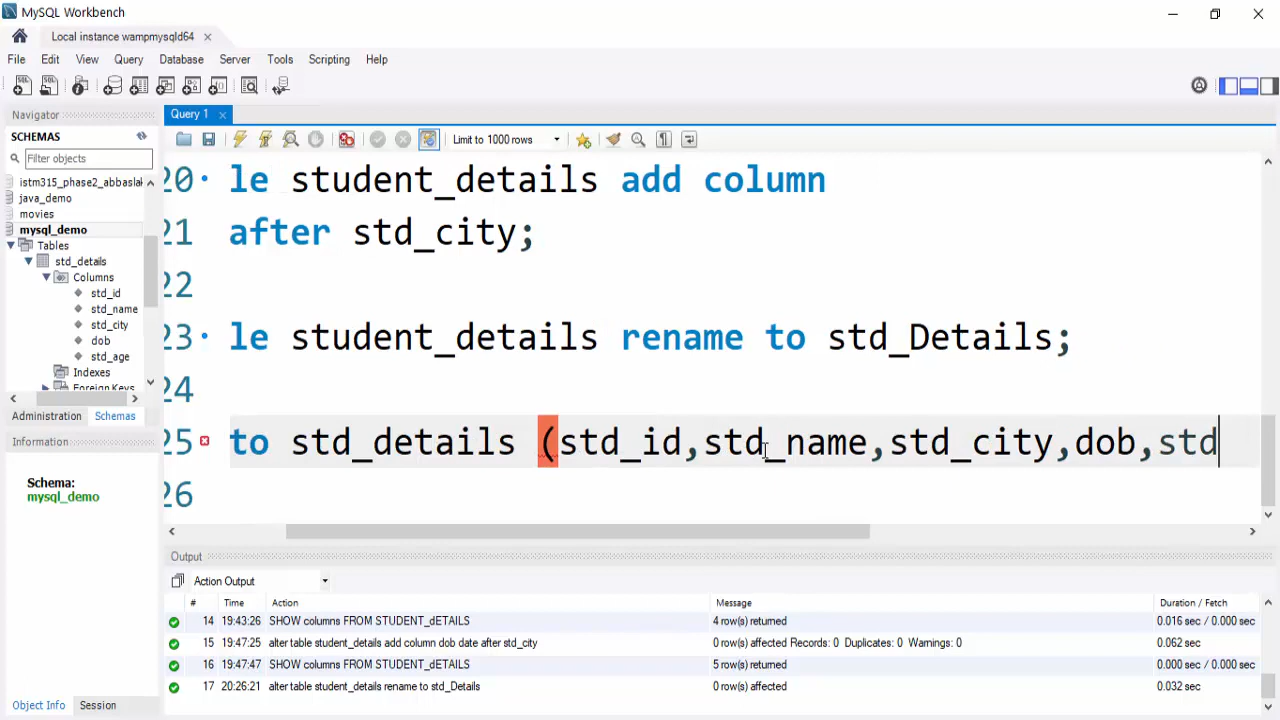 MySQL Workbench
Local instance wampmysqld64
File Edit View Query Database Server Tools Scripting Help
Navigator
SCHEMAS
Filter objects
istm315_phase2_abbaslak
java_demo
movies
mysql_demo
Tables
std_details
Columns
std_id
std_name
std_city
dob
std_age
Indexes
Foreign Keys
Administration Schemas
Information
Schema:
mysql_demo
Object Info Session
Query 1
Limit to 1000 rows
20 le student_details add column
21 after std_city;
22
23 le student_details rename to std_Details;
24
25 to std_details (std_id,std_name,std_city,dob,std
26
Output
Action Output
# Time Action Message Duration / Fetch
14 19:43:26 SHOW columns FROM STUDENT_dETAILS 4 row(s) returned 0.016 sec / 0.000 sec
15 19:47:25 alter table student_details add column dob date after std_city 0 row(s) affected Records: 0 Duplicates: 0 Warnings: 0 0.062 sec
16 19:47:47 SHOW columns FROM STUDENT_dETAILS 5 row(s) returned 0.000 sec / 0.000 sec
17 20:26:21 alter table student_details rename to std_Details 0 row(s) affected 0.032 sec